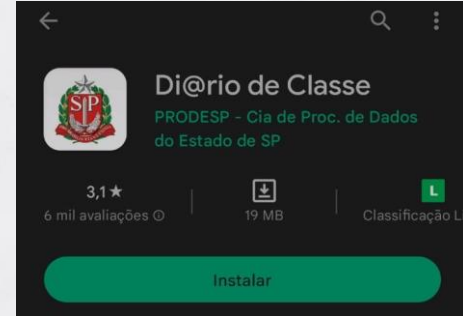 SP
Di@rio de Classe
PRODESP - Cia de Proc. de Dados
do Estado de SP
3,1★
6 mil avaliações
19 MB
L
Classificação L
Instalar